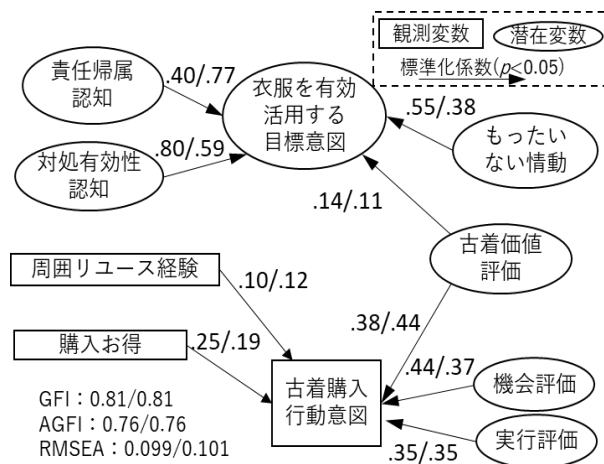 観測変数
潜在変数
標準化係数(p<0.05)
責任帰属
認知
.40/.77
衣服を有効
活用する
目標意図
.55/.38
もったい
ない情動
対処有効性
認知
.80/.59
.14/.11
古着価値
評価
周囲リユース経験
.10/.12
購入お得
.25/.19
.38/.44
古着購入
行動意図
.44/.37
機会評価
.35/.35
実行評価
GFI：0.81/0.81
AGFI：0.76/0.76
RMSEA：0.099/0.101